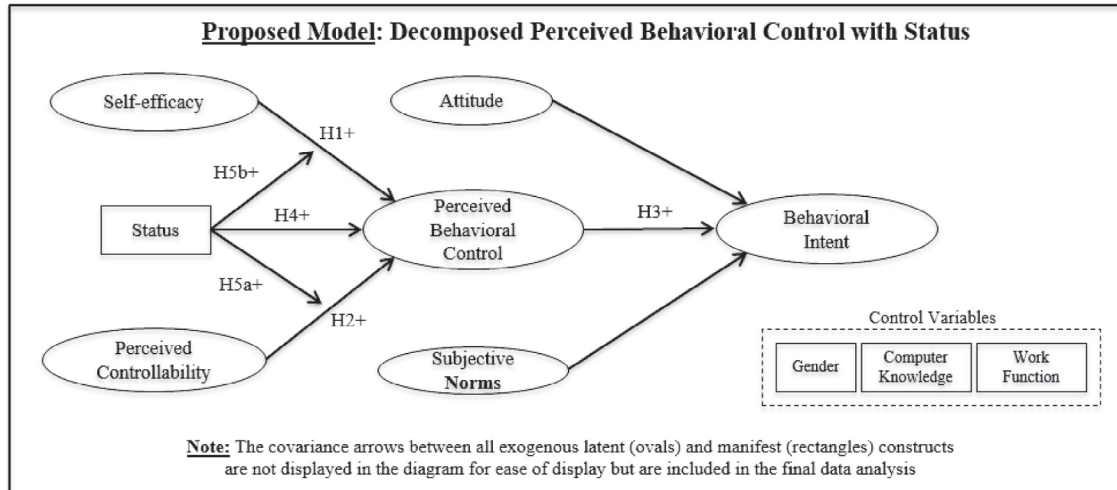 Proposed Model: Decomposed Perceived Behavioral Control with Status
Self-efficacy
Attitude
H1+
H5b+
Status
H4+
Perceived
Behavioral
Control
H3+
Behavioral
Intent
H5a+
H2+
Perceived
Controllability
Subjective
Norms
Control Variables
Gender
Computer
Knowledge
Work
Function
Note: The covariance arrows between all exogenous latent (ovals) and manifest (rectangles) constructs
are not displayed in the diagram for ease of display but are included in the final data analysis